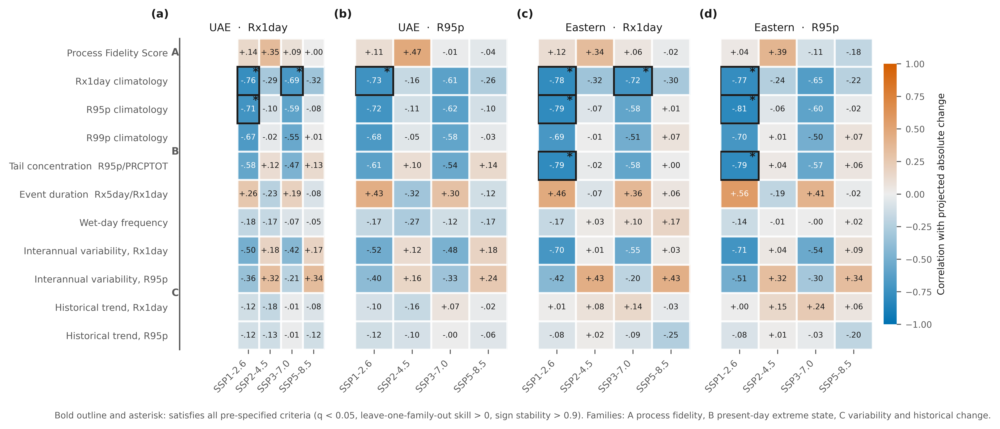 (a) (b) (c) (d)
UAE · Rx1day UAE · R95p Eastern · Rx1day Eastern · R95p
Process Fidelity Score A +.14 +.35 +.09 +.00 +.11 +.47 -.01 -.04 +.12 +.34 +.06 -.02 +.04 +.39 -.11 -.18
Rx1day climatology -.76* -.29 -.69* -.32 -.73* -.16 -.61 -.26 -.78* -.32 -.72* -.30 -.77* -.24 -.65 -.22
R95p climatology -.71* -.10 -.59 -.08 -.72 -.11 -.62 -.10 -.79* -.07 -.58 +.01 -.81* -.06 -.60 -.02
R99p climatology -.67 -.02 -.55 +.01 -.68 -.05 -.58 -.03 -.69 -.01 -.51 +.07 -.70 +.01 -.50 +.07
B
Tail concentration R95p/PRCPTOT -.58 +.12 -.47 +.13 -.61 +.10 -.54 +.14 -.79* -.02 -.58 +.00 -.79* +.04 -.57 +.06
Event duration Rx5day/Rx1day +.26 -.23 +.19 -.08 +.43 -.32 +.30 -.12 +.46 -.07 +.36 +.06 +.56 -.19 +.41 -.02
Wet-day frequency -.18 -.17 -.07 -.05 -.17 -.27 -.12 -.17 -.17 +.03 +.10 +.17 -.14 -.01 -.00 +.02
Interannual variability, Rx1day -.50 +.18 -.42 +.17 -.52 +.12 -.48 +.18 -.70 +.01 -.55 +.03 -.71 +.04 -.54 +.09
Interannual variability, R95p -.36 +.32 -.21 +.34 -.40 +.16 -.33 +.24 -.42 +.43 -.20 +.43 -.51 +.32 -.30 +.34
C
Historical trend, Rx1day -.12 -.18 -.01 -.08 -.10 -.16 +.07 -.02 +.01 +.08 +.14 -.03 +.00 +.15 +.24 +.06
Historical trend, R95p -.12 -.13 -.01 -.12 -.12 -.10 -.00 -.06 -.08 +.02 -.09 -.25 -.08 +.01 -.03 -.20
SSP1-2.6 SSP2-4.5 SSP3-7.0 SSP5-8.5 SSP1-2.6 SSP2-4.5 SSP3-7.0 SSP5-8.5 SSP1-2.6 SSP2-4.5 SSP3-7.0 SSP5-8.5 SSP1-2.6 SSP2-4.5 SSP3-7.0 SSP5-8.5
1.00
0.75
0.50
0.25
0.00
−0.25
−0.50
−0.75
−1.00
Correlation with projected absolute change
Bold outline and asterisk: satisfies all pre-specified criteria (q < 0.05, leave-one-family-out skill > 0, sign stability > 0.9). Families: A process fidelity, B present-day extreme state, C variability and historical change.